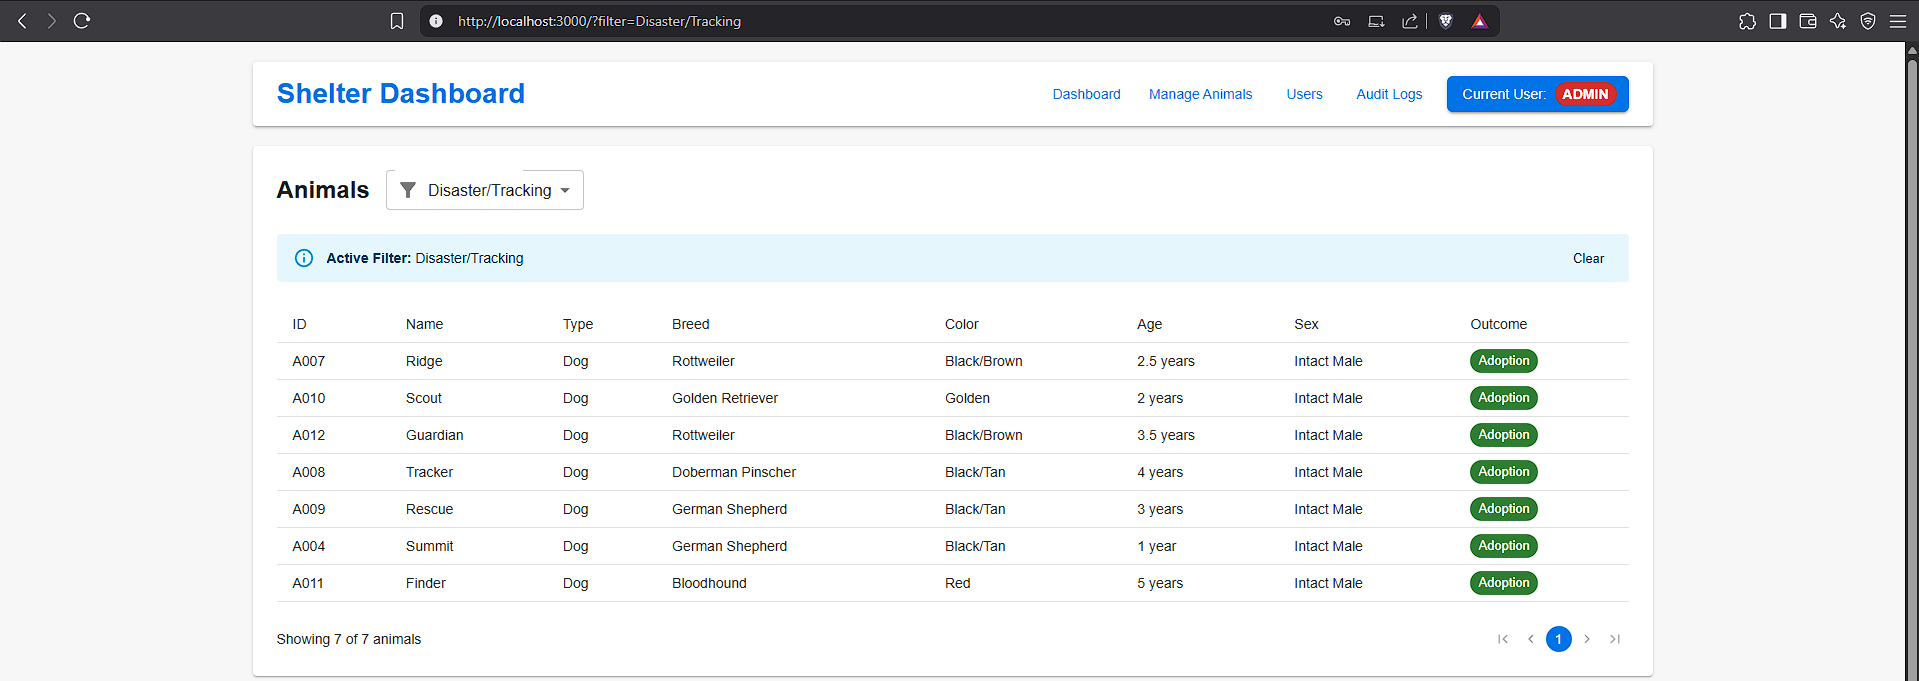 http://localhost:3000/?filter=Disaster/Tracking
Shelter Dashboard Dashboard Manage Animals Users Audit Logs Current User: ADMIN
Animals Disaster/Tracking
Active Filter: Disaster/Tracking Clear
ID Name Type Breed Color Age Sex Outcome
A007 Ridge Dog Rottweiler Black/Brown 2.5 years Intact Male Adoption
A010 Scout Dog Golden Retriever Golden 2 years Intact Male Adoption
A012 Guardian Dog Rottweiler Black/Brown 3.5 years Intact Male Adoption
A008 Tracker Dog Doberman Pinscher Black/Tan 4 years Intact Male Adoption
A009 Rescue Dog German Shepherd Black/Tan 3 years Intact Male Adoption
A004 Summit Dog German Shepherd Black/Tan 1 year Intact Male Adoption
A011 Finder Dog Bloodhound Red 5 years Intact Male Adoption
Showing 7 of 7 animals 1